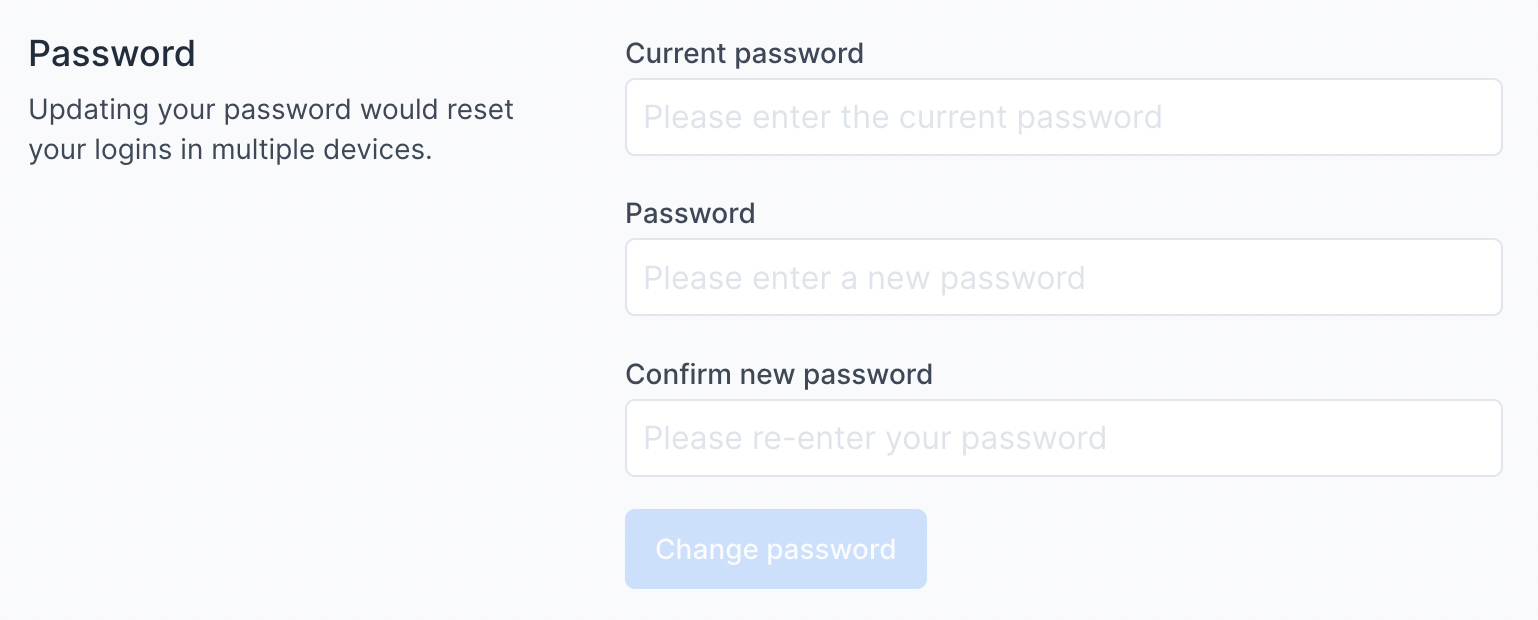 Password
Updating your password would reset
your logins in multiple devices.
Current password
Please enter the current password
Password
Please enter a new password
Confirm new password
Please re-enter your password
Change password